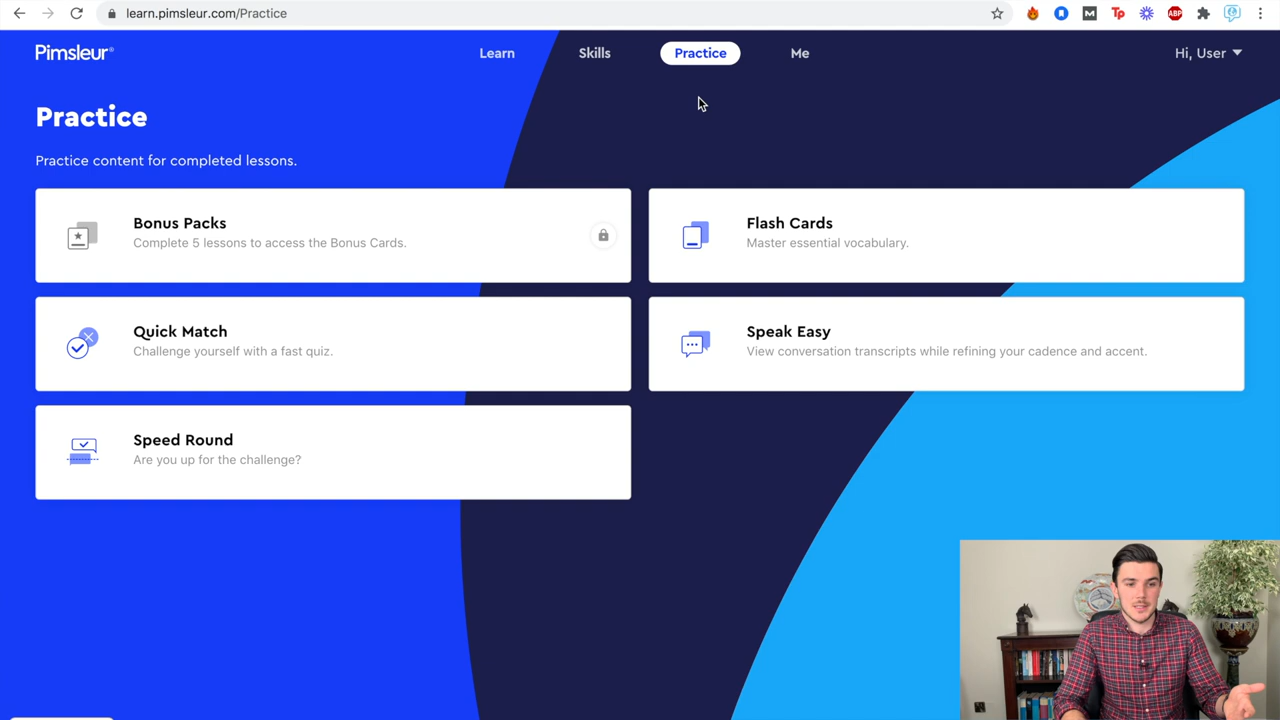 learn.pimsleur.com/Practice
Pimsleur®
Learn
Skills
Practice
Me
Hi, User
Practice
Practice content for completed lessons.
Bonus Packs
Complete 5 lessons to access the Bonus Cards.
Flash Cards
Master essential vocabulary.
Quick Match
Challenge yourself with a fast quiz.
Speak Easy
View conversation transcripts while refining your cadence and accent.
Speed Round
Are you up for the challenge?
M
Tp
ABP